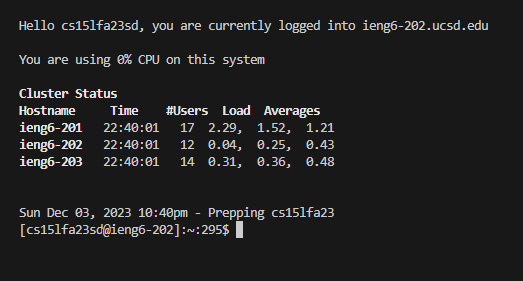 Hello cs15lfa23sd, you are currently logged into ieng6-202.ucsd.edu
You are using 0% CPU on this system
Cluster Status
Hostname     Time    #Users  Load  Averages
ieng6-201   22:40:01   17  2.29,  1.52,  1.21
ieng6-202   22:40:01   12  0.04,  0.25,  0.43
ieng6-203   22:40:01   14  0.31,  0.36,  0.48
Sun Dec 03, 2023 10:40pm - Prepping cs15lfa23
[cs15lfa23sd@ieng6-202]:~:295$